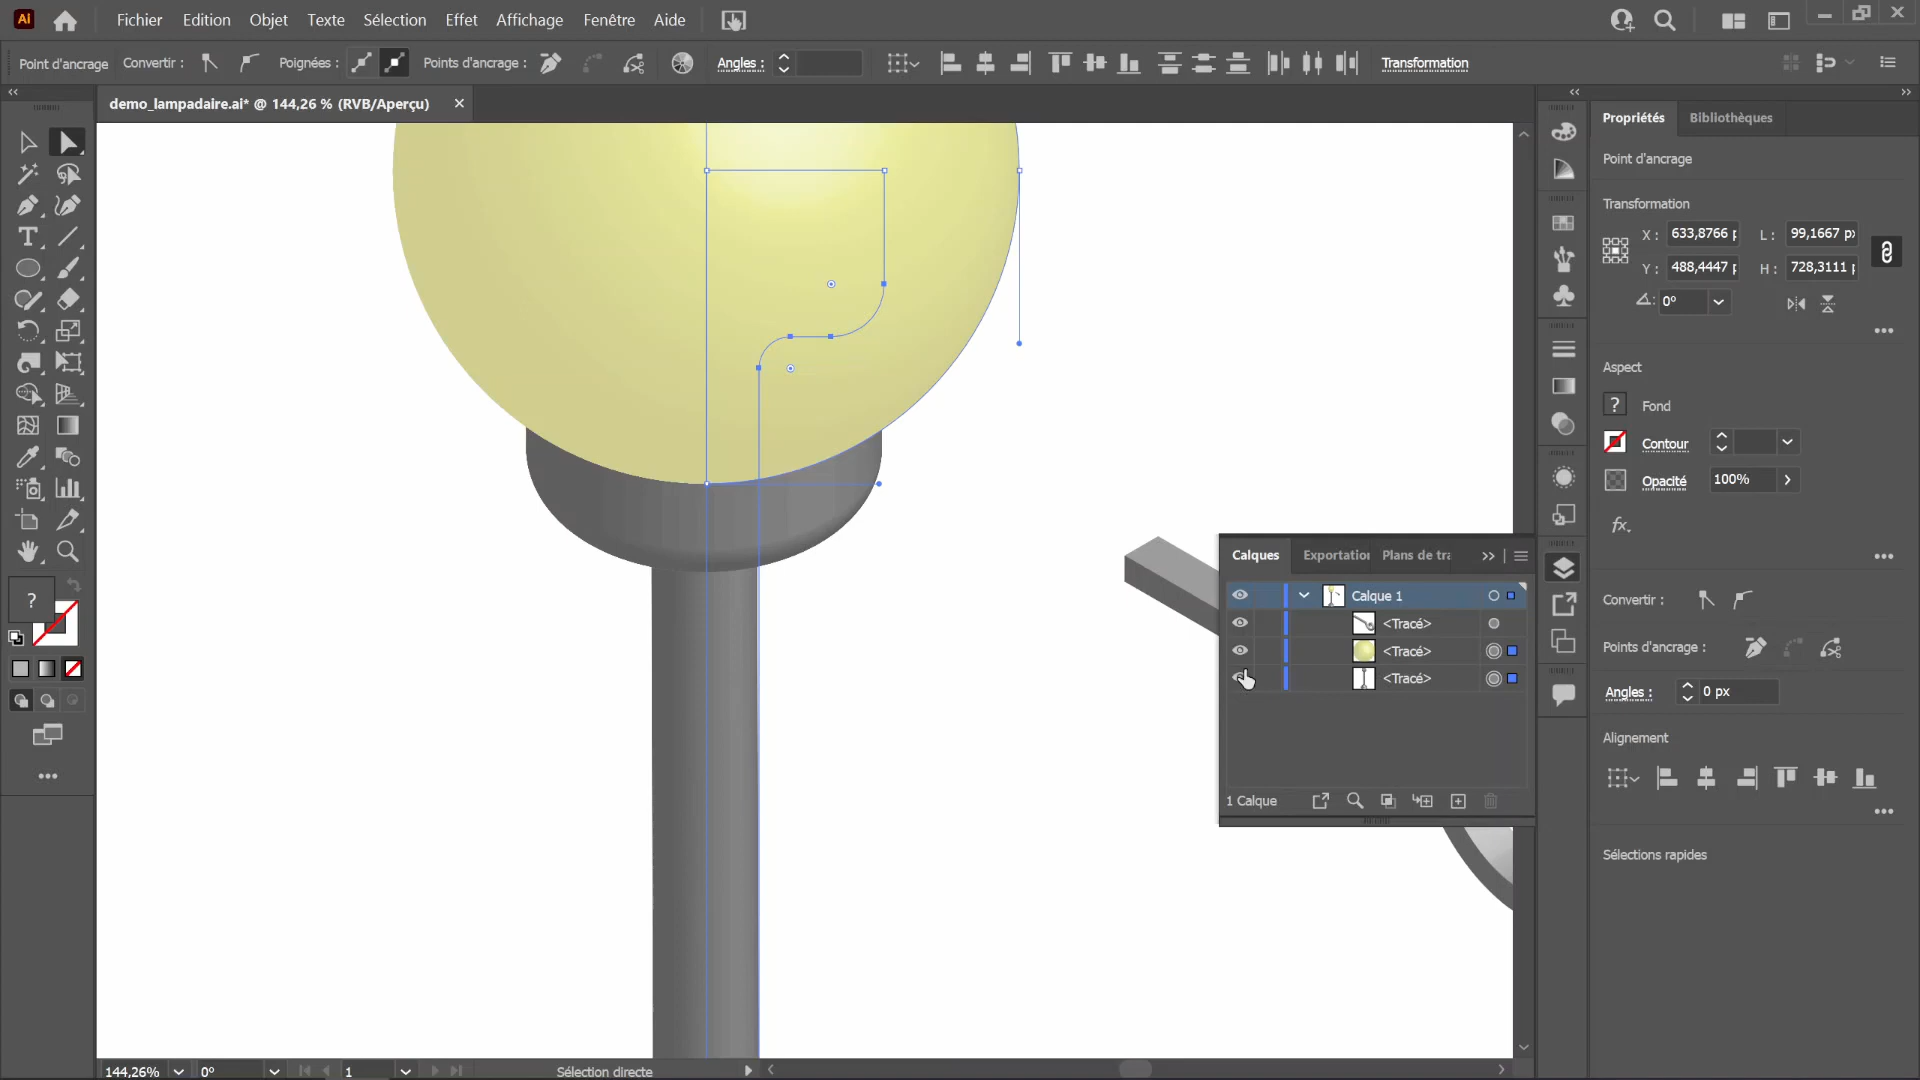 Ai
Fichier Edition Objet Texte Sélection Effet Affichage Fenêtre Aide
Point d'ancrage Convertir : Poignées : Points d'ancrage : Angles : Transformation
demo_lampadaire.ai* @ 144,26 % (RVB/Aperçu)
Propriétés Bibliothèques
Point d'ancrage
Transformation
X : 633,8766 L : 99,1667 px
Y : 488,4447 H : 728,3111
0°
Aspect
? Fond
Contour
Opacité 100%
fx
Calques Exportation Plans de
Calque 1
<Tracé>
<Tracé>
<Tracé>
1 Calque
?
Convertir :
Points d'ancrage :
Angles : 0 px
Alignement
Sélections rapides
144,26% 0° 1 Sélection directe